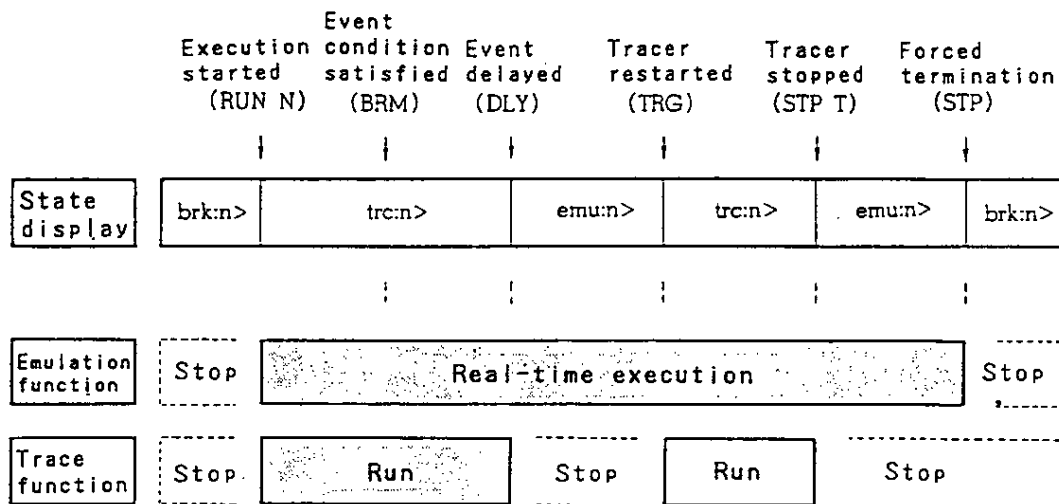 Execution
started
(RUN N)
Event
condition
satisfied
(BRM)
Event
delayed
(DLY)
Tracer
restarted
(TRG)
Tracer
stopped
(STP T)
Forced
termination
(STP)
State
display
brk:n>
trc:n>
emu:n>
trc:n>
emu:n>
brk:n>
Emulation
function
Stop
Real-time execution
Stop
Trace
function
Stop
Run
Stop
Run
Stop